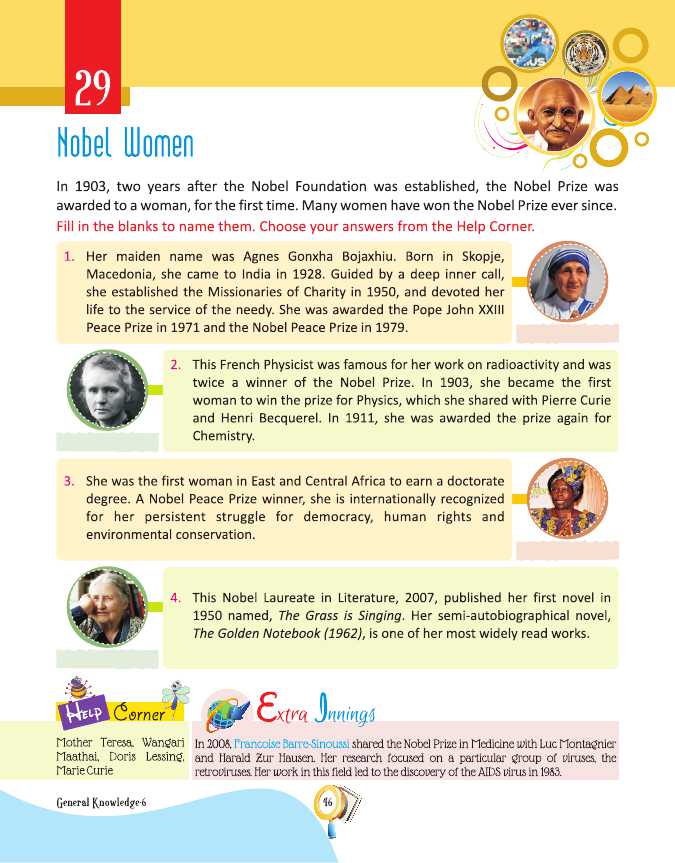 29
Nobel Women
In 1903, two years after the Nobel Foundation was established, the Nobel Prize was
awarded to a woman, for the first time. Many women have won the Nobel Prize ever since.
Fill in the blanks to name them. Choose your answers from the Help Corner.
1. Her maiden name was Agnes Gonxha Bojaxhiu. Born in Skopje,
Macedonia, she came to India in 1928. Guided by a deep inner call,
she established the Missionaries of Charity in 1950, and devoted her
life to the service of the needy. She was awarded the Pope John XXIII
Peace Prize in 1971 and the Nobel Peace Prize in 1979.
2. This French Physicist was famous for her work on radioactivity and was
twice a winner of the Nobel Prize. In 1903, she became the first
woman to win the prize for Physics, which she shared with Pierre Curie
and Henri Becquerel. In 1911, she was awarded the prize again for
Chemistry.
3. She was the first woman in East and Central Africa to earn a doctorate
degree. A Nobel Peace Prize winner, she is internationally recognized
for her persistent struggle for democracy, human rights and
environmental conservation.
4. This Nobel Laureate in Literature, 2007, published her first novel in
1950 named, The Grass is Singing. Her semi-autobiographical novel,
The Golden Notebook (1962), is one of her most widely read works.
Help Corner
Mother Teresa, Wangari
Maathai, Doris Lessing,
Marie Curie
Extra Innings
In 2008, Francoise Barre-Sinoussi shared the Nobel Prize in Medicine with Luc Montagnier
and Harald Zur Hausen. Her research focused on a particular group of viruses, the
retroviruses. Her work in this field led to the discovery of the AIDS virus in 1983.
General Knowledge-6
46